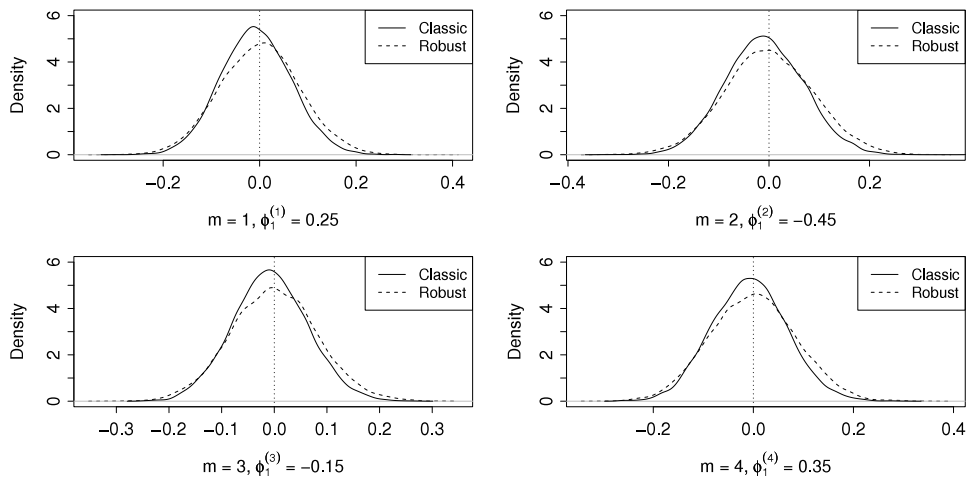 Density
0 2 4 6
Classic
Robust
−0.2 0.0 0.2 0.4
m = 1, ϕ₁⁽¹⁾ = 0.25
Density
0 2 4 6
Classic
Robust
−0.4 −0.2 0.0 0.2
m = 2, ϕ₁⁽²⁾ = −0.45
Density
0 2 4 6
Classic
Robust
−0.3 −0.2 −0.1 0.0 0.1 0.2 0.3
m = 3, ϕ₁⁽³⁾ = −0.15
Density
0 2 4 6
Classic
Robust
−0.2 0.0 0.2 0.4
m = 4, ϕ₁⁽⁴⁾ = 0.35